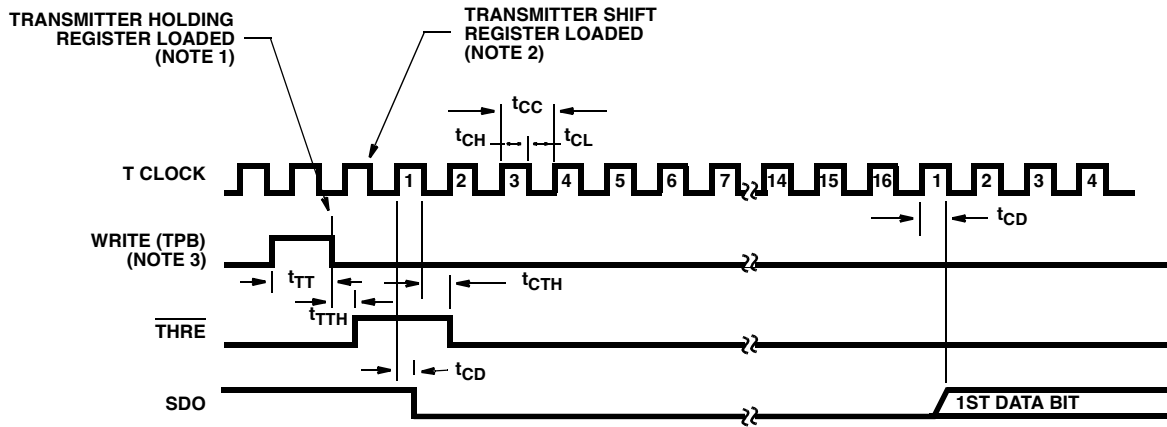 TRANSMITTER HOLDING
REGISTER LOADED
(NOTE 1)
TRANSMITTER SHIFT
REGISTER LOADED
(NOTE 2)
tCC
tCH
tCL
T CLOCK
1
2
3
4
5
6
7
14
15
16
1
2
3
4
tCD
WRITE (TPB)
(NOTE 3)
tTT
tCTH
tTTH
THRE
tCD
SDO
1ST DATA BIT